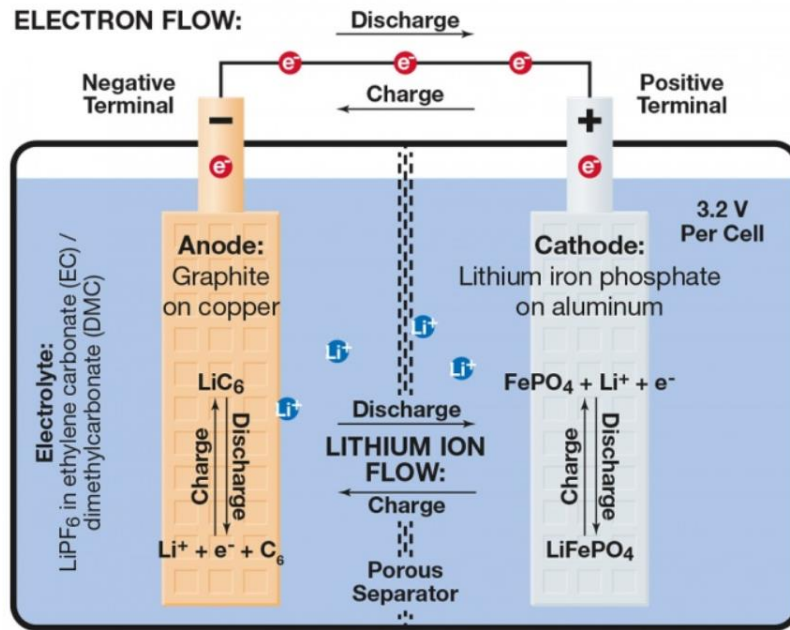 ELECTRON FLOW:
Discharge
e⁻ e⁻ e⁻
Charge
Negative
Terminal
Positive
Terminal
−
+
e⁻
e⁻
3.2 V
Per Cell
Electrolyte:
LiPF₆ in ethylene carbonate (EC) /
dimethylcarbonate (DMC)
Anode:
Graphite
on copper
LiC₆
Charge
Discharge
Li⁺ + e⁻ + C₆
Li⁺
Li⁺
Li⁺
Li⁺
Discharge
LITHIUM ION
FLOW:
Charge
Porous
Separator
Cathode:
Lithium iron phosphate
on aluminum
FePO₄ + Li⁺ + e⁻
Charge
Discharge
LiFePO₄